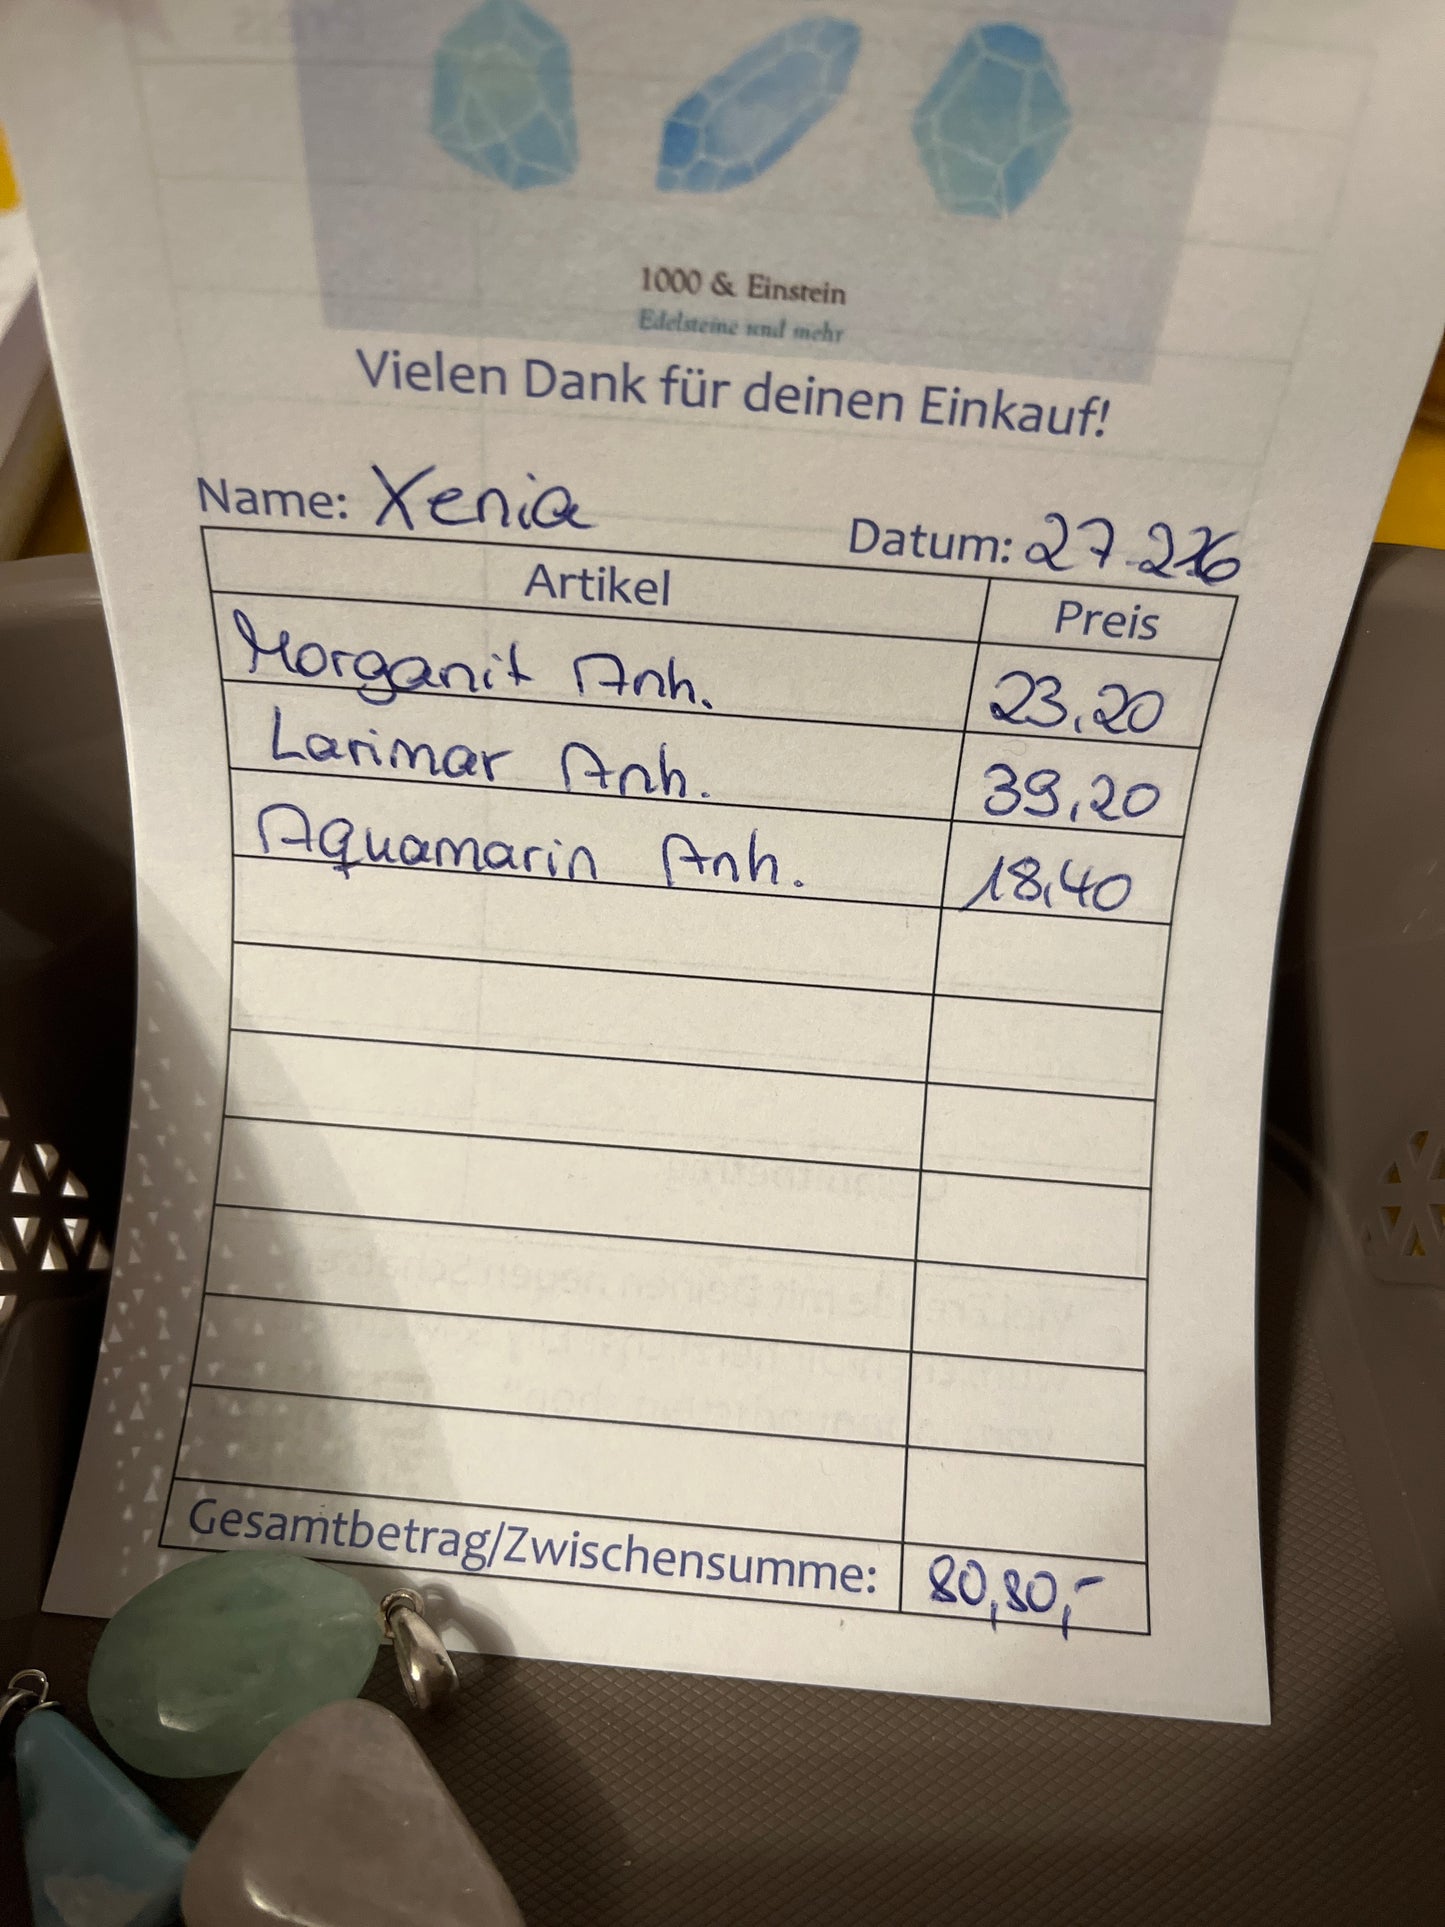 1000 & Einstein
Edelsteine und mehr
Vielen Dank für deinen Einkauf!
Name: Xenia Datum: 27.2.26
Artikel Preis
Morganit Anh. 23,20
Larimar Anh. 39,20
Aquamarin Anh. 18,40
Gesamtbetrag/Zwischensumme: 80,80,-